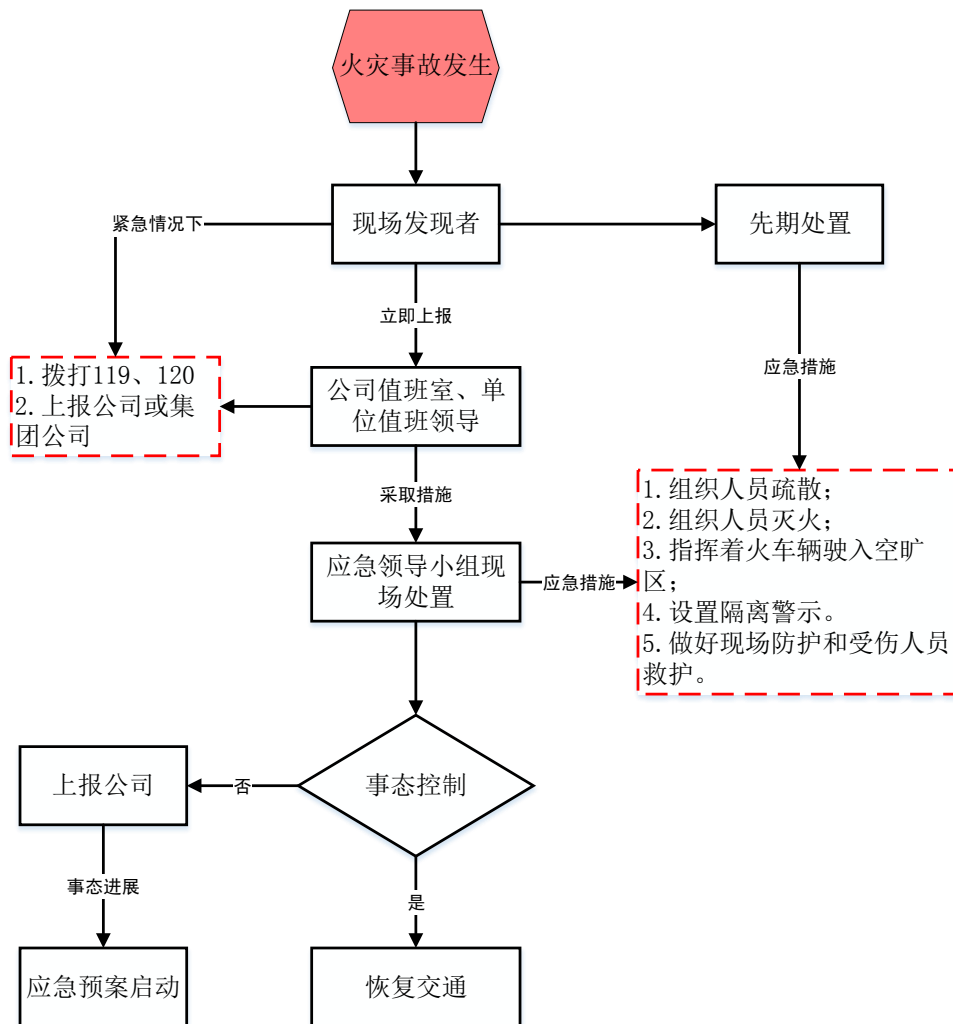 火灾事故发生
现场发现者
先期处置
紧急情况下
立即上报
应急措施
1.拨打119、120
2.上报公司或集
团公司
公司值班室、单
位值班领导
采取措施
1.组织人员疏散；
2.组织人员灭火；
3.指挥着火车辆驶入空旷
区；
4.设置隔离警示。
5.做好现场防护和受伤人员
救护。
应急领导小组现
场处置
应急措施
上报公司
否
事态控制
事态进展
是
应急预案启动
恢复交通